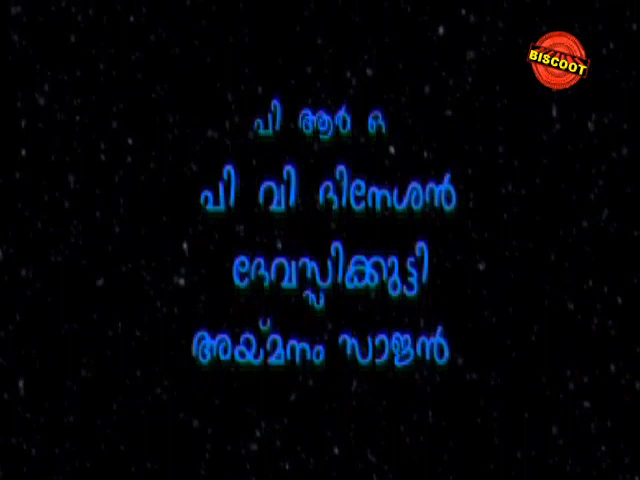 BISCOOT
പി ആർ ഒ
പി വി ദിനേശൻ
ദേവസ്സിക്കുട്ടി
അയ്മനം സാജൻ